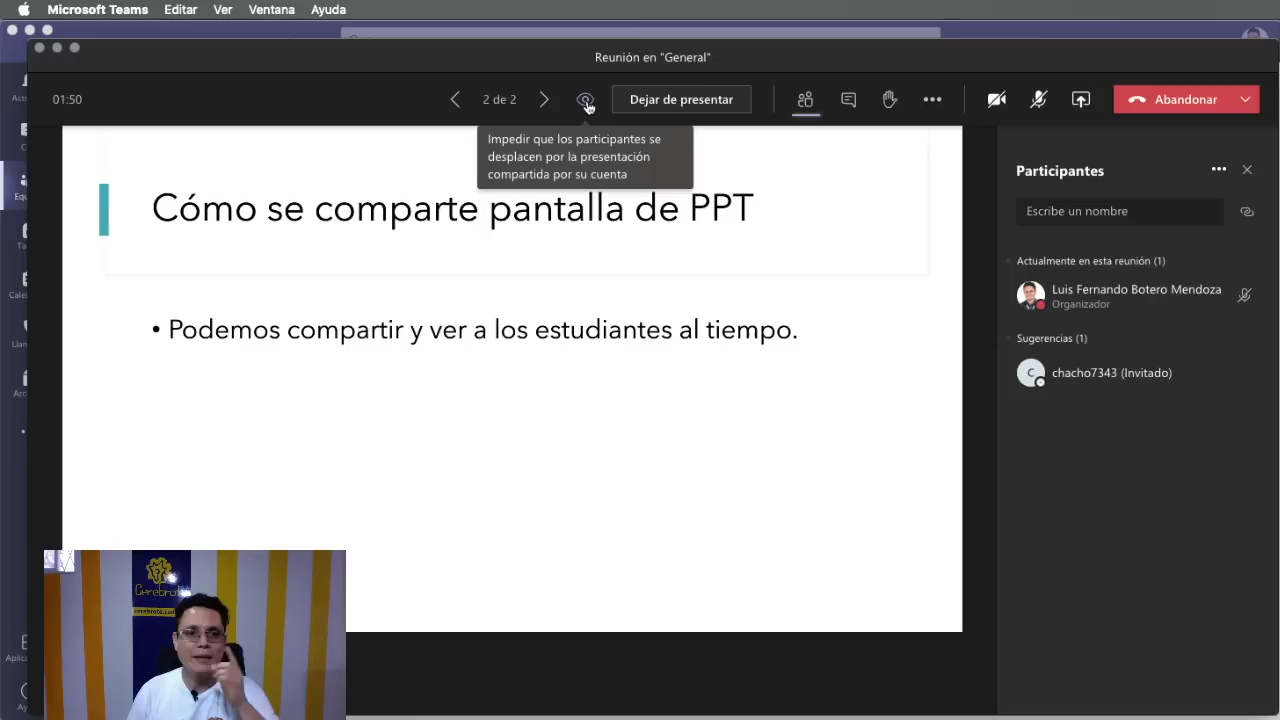 Microsoft Teams Editar Ver Ventana Ayuda
Reunión en "General"
01:50
2 de 2
Dejar de presentar
Abandonar
Impedir que los participantes se
desplacen por la presentación
compartida por su cuenta
Cómo se comparte pantalla de PPT
• Podemos compartir y ver a los estudiantes al tiempo.
Participantes
Escribe un nombre
Actualmente en esta reunión (1)
Luis Fernando Botero Mendoza
Organizador
Sugerencias (1)
C
chacho7343 (Invitado)